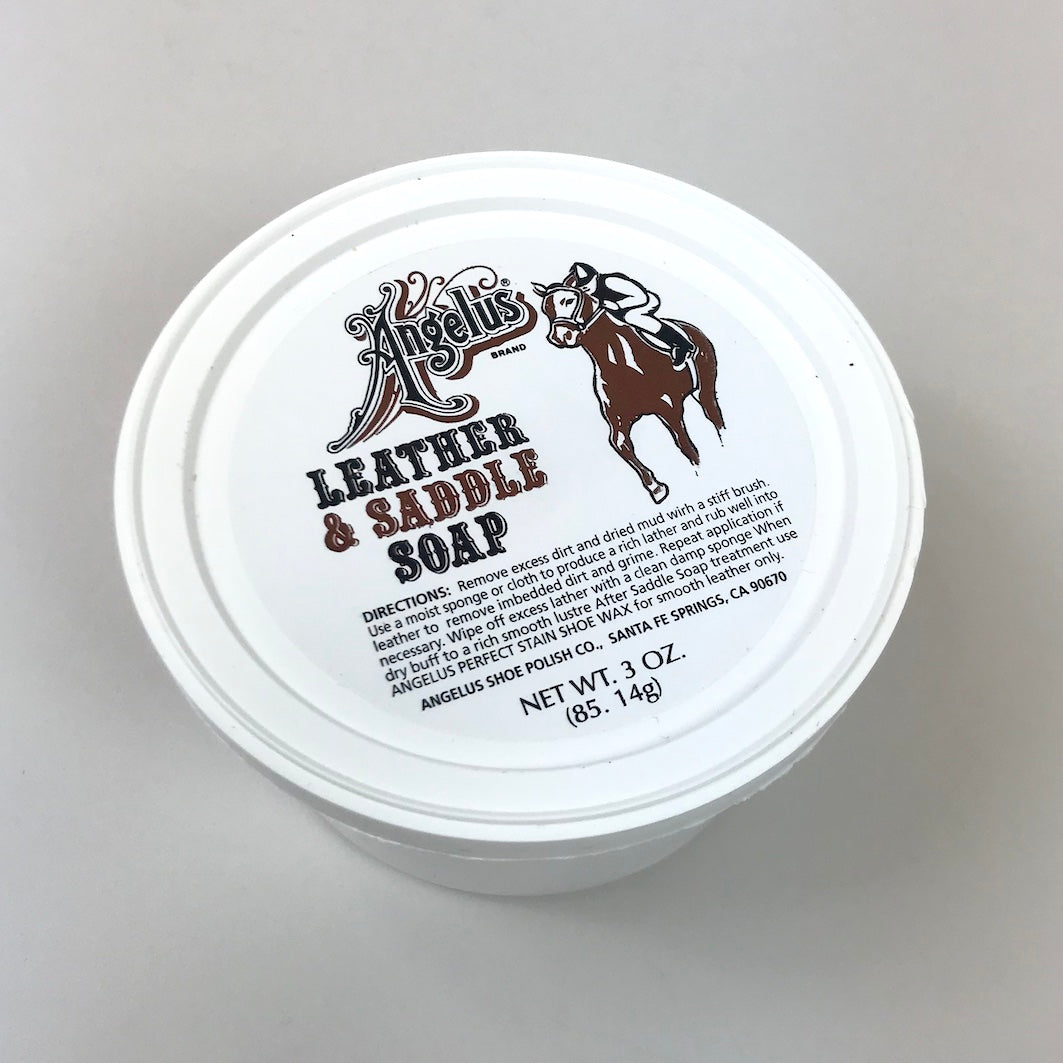 Angelus®
BRAND
LEATHER
& SADDLE
SOAP
DIRECTIONS: Remove excess dirt and dried mud wirh a stiff brush.
Use a moist sponge or cloth to produce a rich lather and rub well into
leather to remove imbedded dirt and grime. Repeat application if
necessary. Wipe off excess lather with a clean damp sponge When
dry buff to a rich smooth lustre After Saddle Soap treatment use
ANGELUS PERFECT STAIN SHOE WAX for smooth leather only.
ANGELUS SHOE POLISH CO., SANTA FE SPRINGS, CA 90670
NET WT. 3 OZ.
(85. 14g)